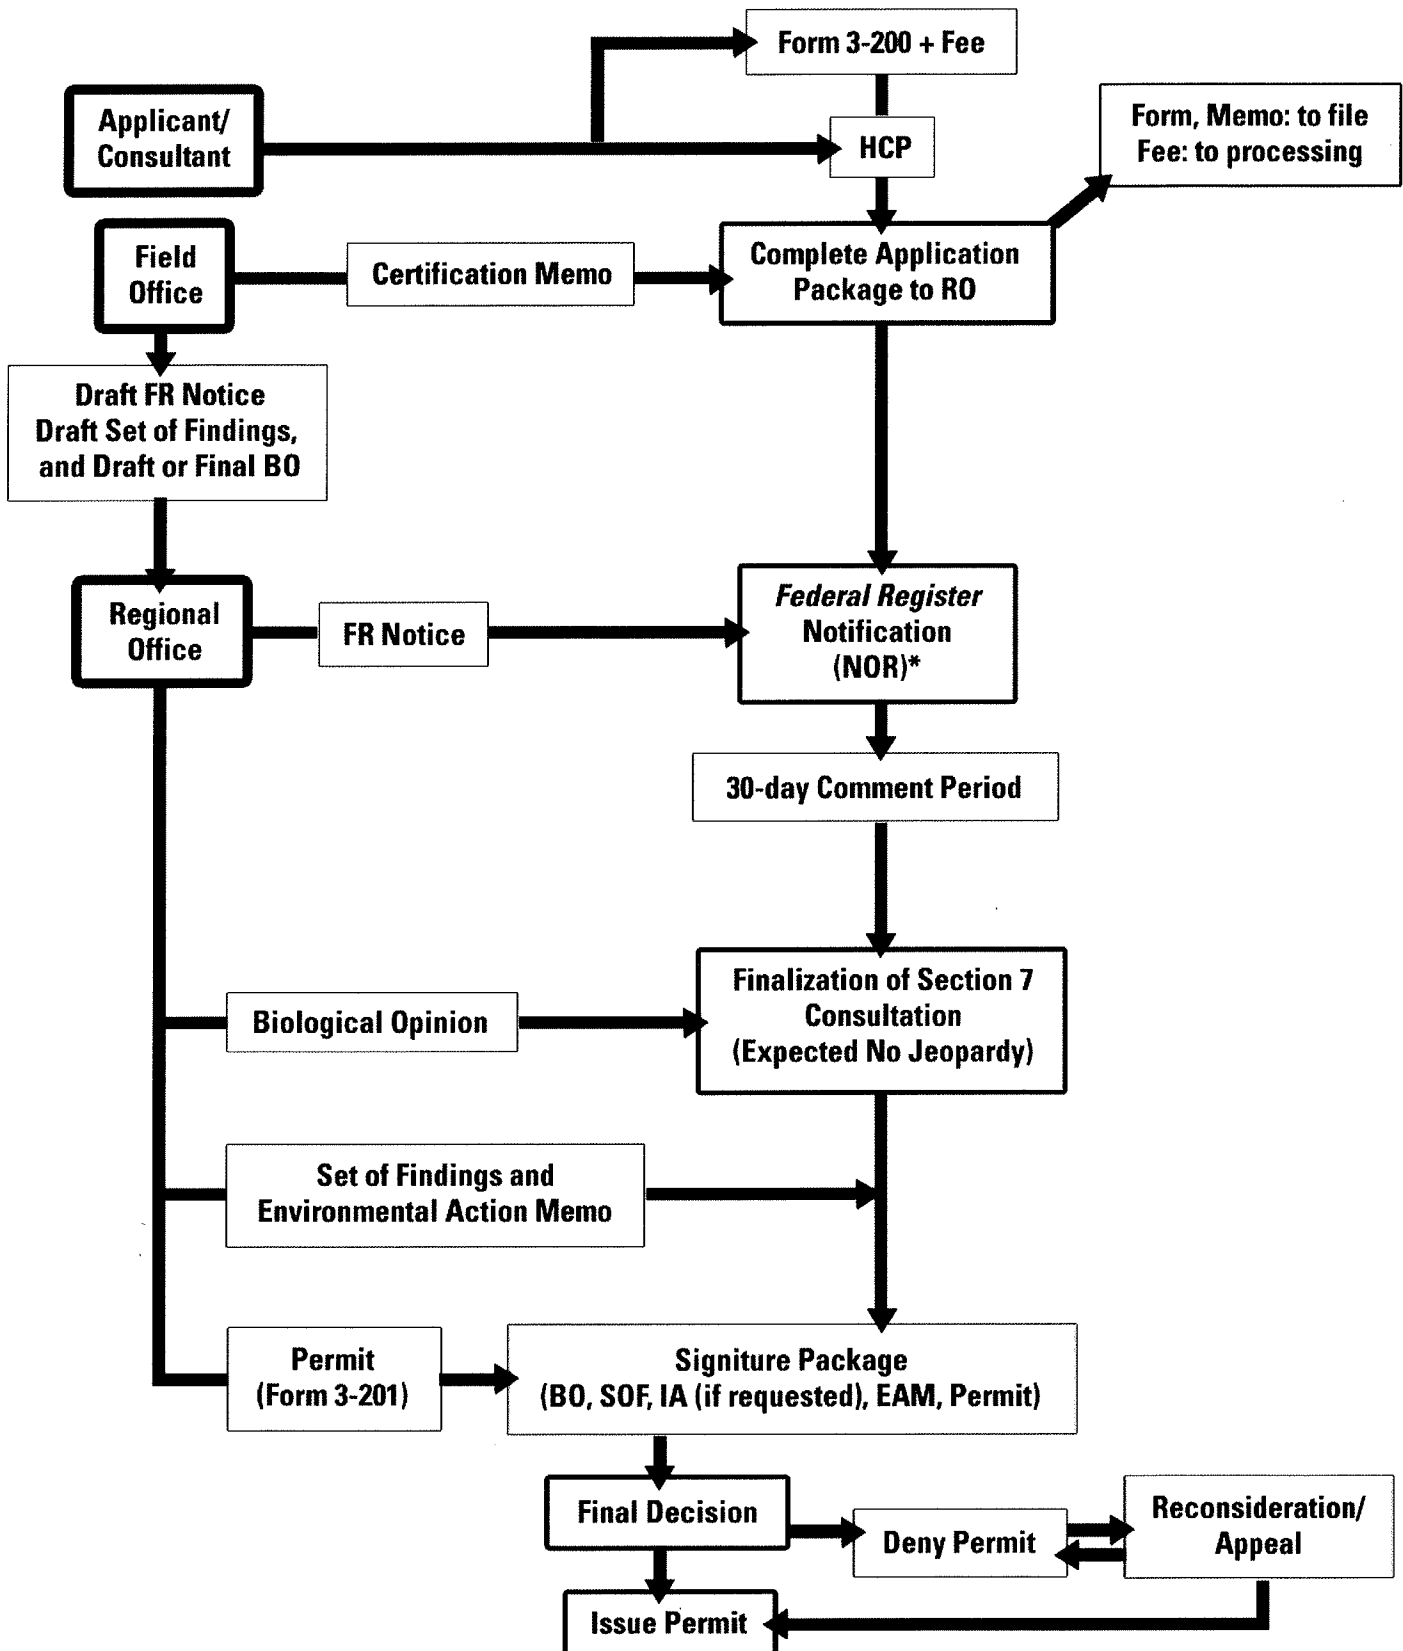 Form 3-200 + Fee
Applicant/
Consultant
HCP
Form, Memo: to file
Fee: to processing
Field
Office
Certification Memo
Complete Application
Package to RO
Draft FR Notice
Draft Set of Findings,
and Draft or Final BO
Regional
Office
FR Notice
Federal Register
Notification
(NOR)*
30-day Comment Period
Biological Opinion
Finalization of Section 7
Consultation
(Expected No Jeopardy)
Set of Findings and
Environmental Action Memo
Permit
(Form 3-201)
Signiture Package
(BO, SOF, IA (if requested), EAM, Permit)
Final Decision
Deny Permit
Reconsideration/
Appeal
Issue Permit